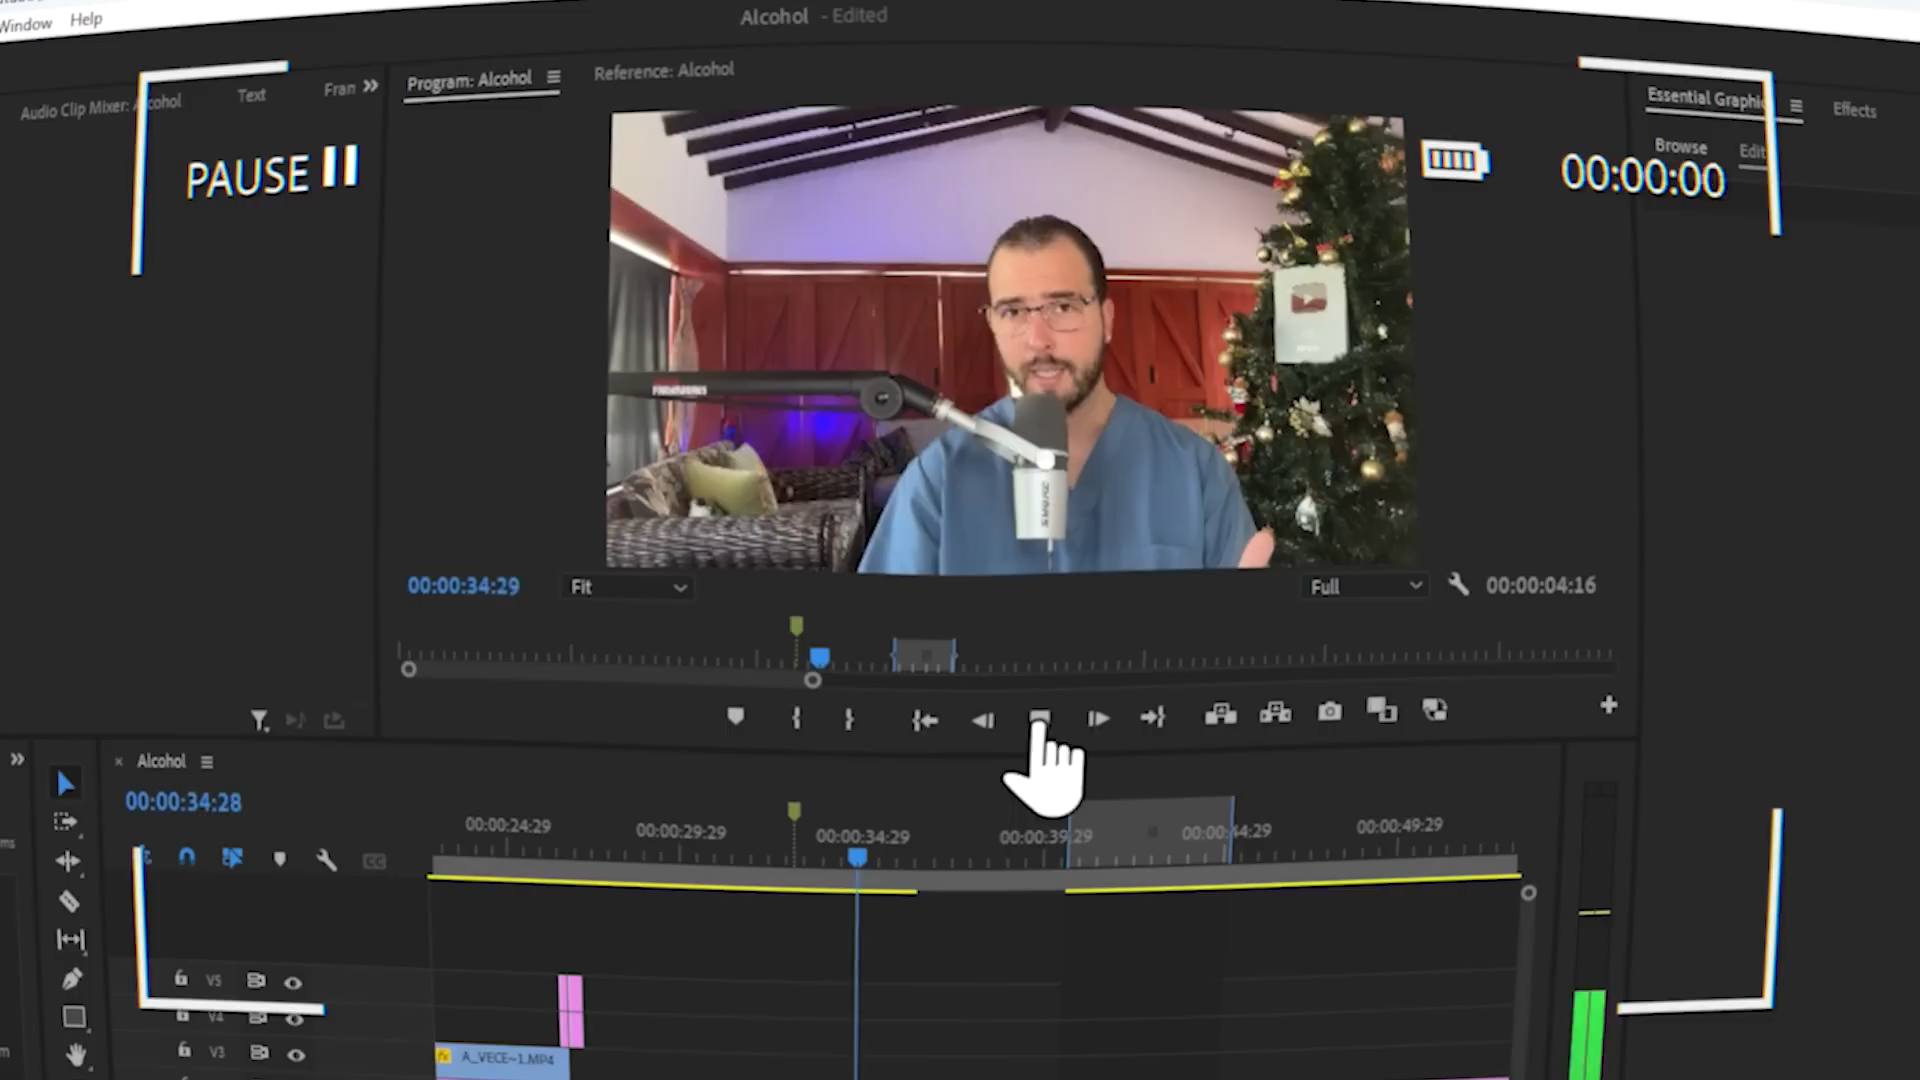 Window Help
Alcohol - Edited
Audio Clip Mixer: Alcohol
Text
Fram
Program: Alcohol
Reference: Alcohol
Essential Graphic
Effects
Browse
Edit
PAUSE
00:00:00
SHURE
00:00:34:29
Fit
Full
00:00:04:16
Alcohol
00:00:34:28
00:00:24:29
00:00:29:29
00:00:34:29
00:00:39:29
00:00:44:29
00:00:49:29
V5
V4
V3
fx
A_VECE~1.MP4